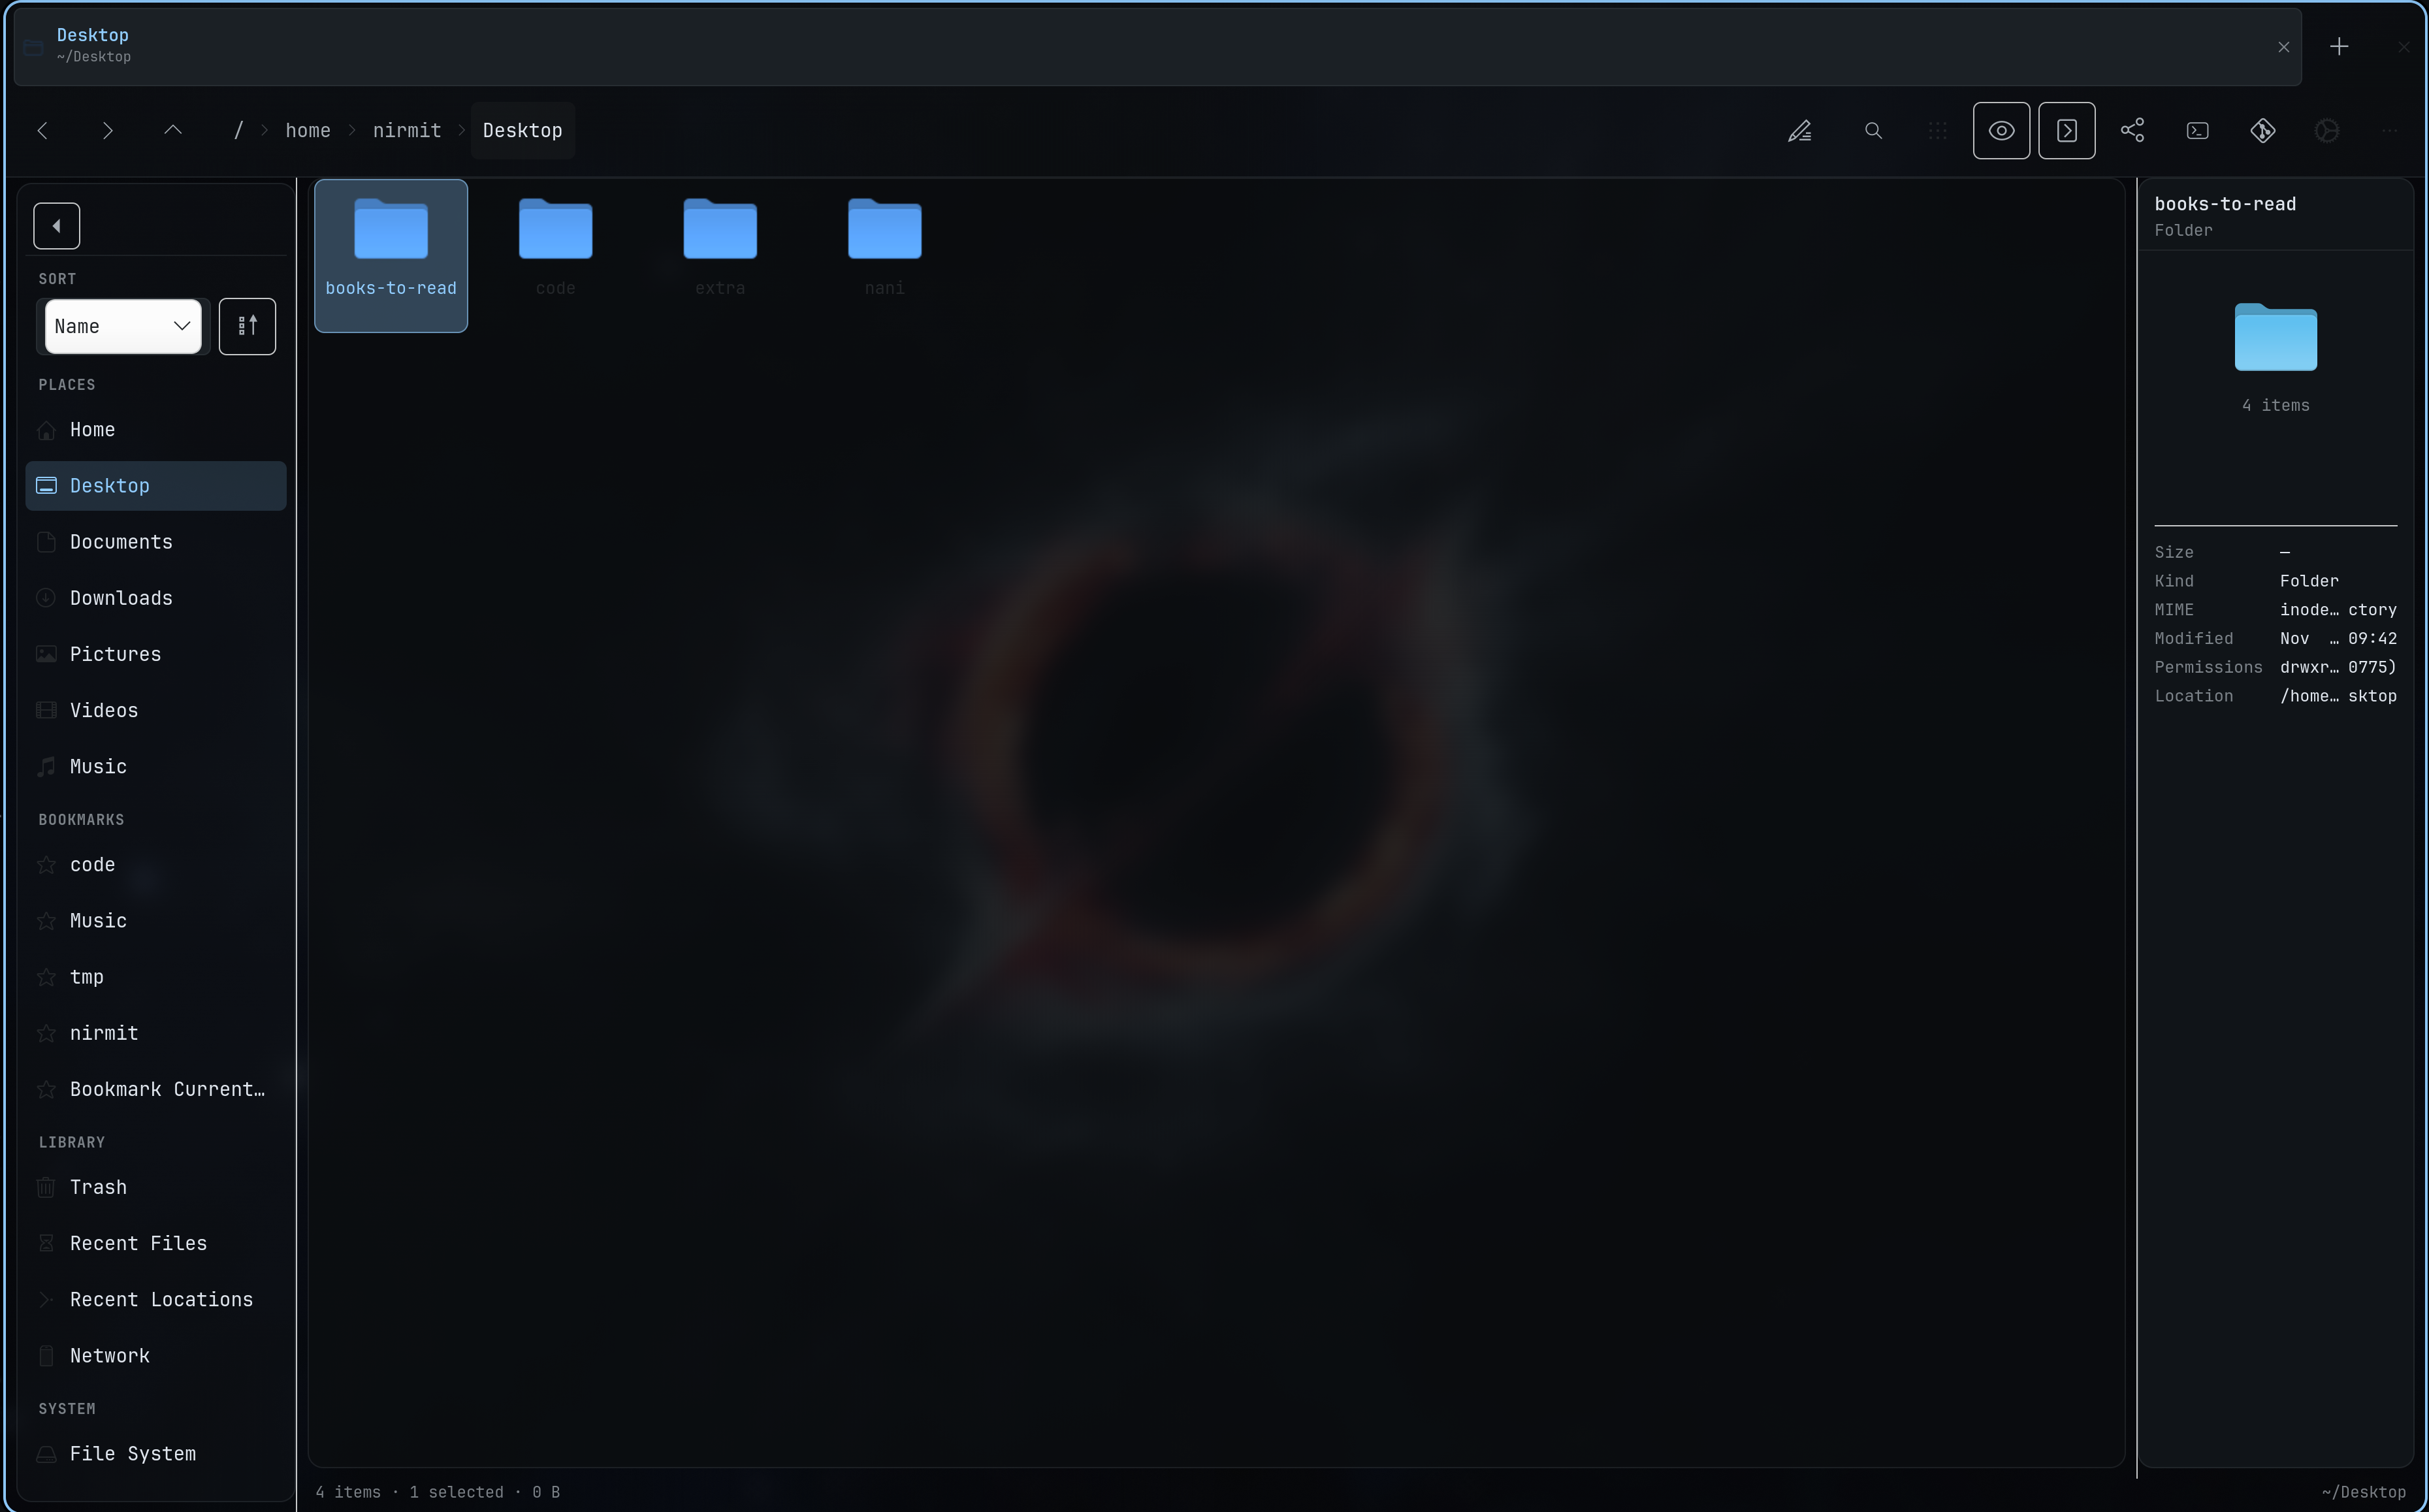 Desktop
~/Desktop
/ home nirmit Desktop
SORT
Name
PLACES
Home
Desktop
Documents
Downloads
Pictures
Videos
Music
BOOKMARKS
code
Music
tmp
nirmit
Bookmark Current…
LIBRARY
Trash
Recent Files
Recent Locations
Network
SYSTEM
File System
books-to-read code extra nani
books-to-read
Folder
4 items
Size —
Kind Folder
MIME inode… ctory
Modified Nov … 09:42
Permissions drwxr… 0775)
Location /home… sktop
4 items · 1 selected · 0 B
~/Desktop